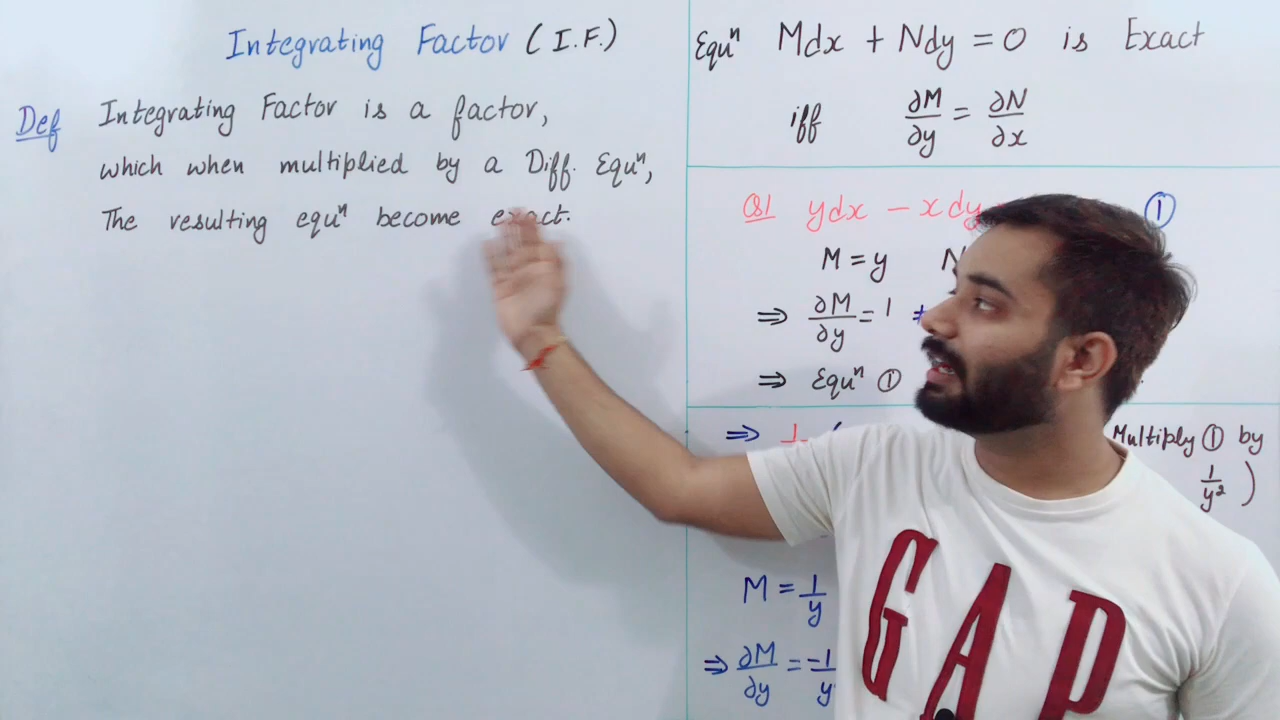 Integrating Factor (I.F.)
Def Integrating Factor is a factor,
which when multiplied by a Diff. Equⁿ,
The resulting equⁿ become exact.
Equⁿ Mdx + Ndy = 0 is Exact
iff ∂M/∂y = ∂N/∂x
Q1 ydx - xdy ①
M = y N
⇒ ∂M/∂y = 1 ≠
⇒ Equⁿ ①
⇒ 1 ( Multiply ① by
1/y² )
M = 1/y
⇒ ∂M/∂y = -1/y
GAP